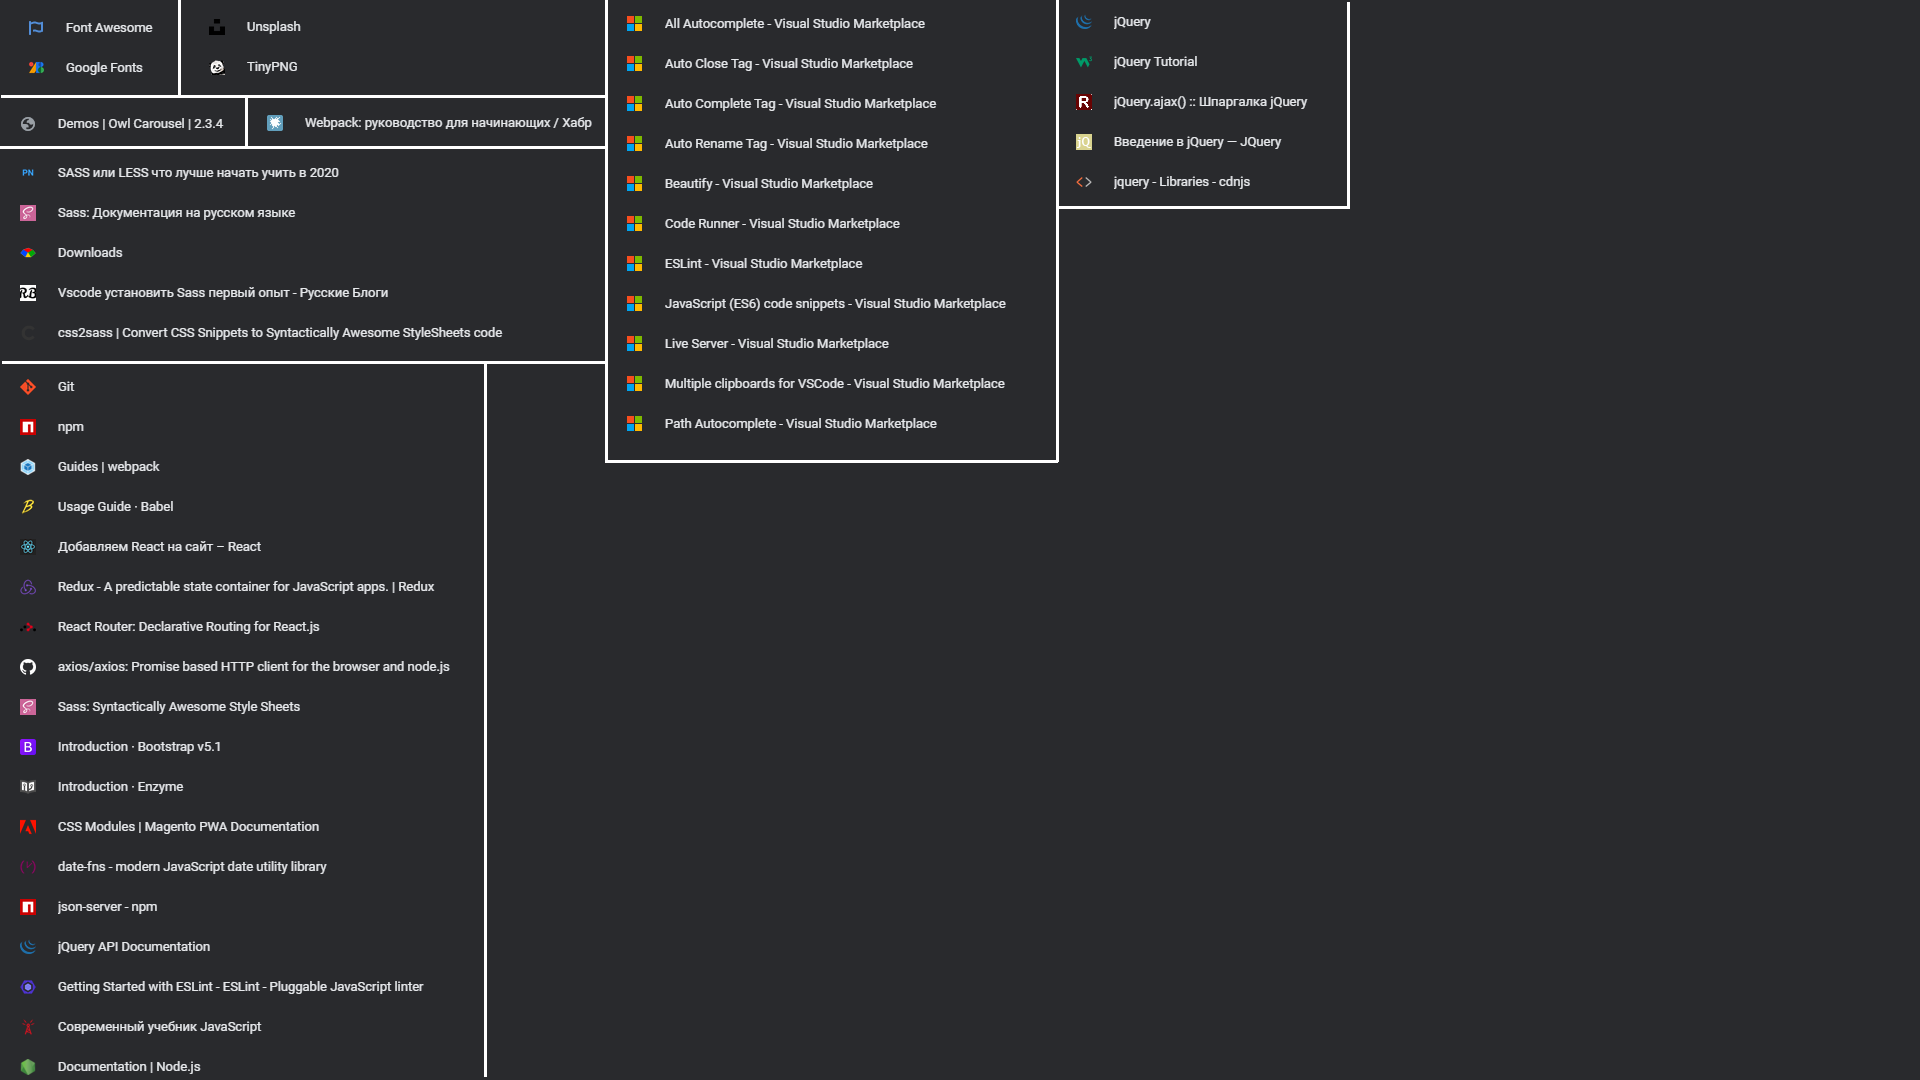 Font Awesome
Google Fonts
Unsplash
TinyPNG
Demos | Owl Carousel | 2.3.4
Webpack: руководство для начинающих / Хабр
SASS или LESS что лучше начать учить в 2020
Sass: Документация на русском языке
Downloads
Vscode установить Sass первый опыт - Русские Блоги
css2sass | Convert CSS Snippets to Syntactically Awesome StyleSheets code
Git
npm
Guides | webpack
Usage Guide · Babel
Добавляем React на сайт – React
Redux - A predictable state container for JavaScript apps. | Redux
React Router: Declarative Routing for React.js
axios/axios: Promise based HTTP client for the browser and node.js
Sass: Syntactically Awesome Style Sheets
Introduction · Bootstrap v5.1
Introduction · Enzyme
CSS Modules | Magento PWA Documentation
date-fns - modern JavaScript date utility library
json-server - npm
jQuery API Documentation
Getting Started with ESLint - ESLint - Pluggable JavaScript linter
Современный учебник JavaScript
Documentation | Node.js
All Autocomplete - Visual Studio Marketplace
Auto Close Tag - Visual Studio Marketplace
Auto Complete Tag - Visual Studio Marketplace
Auto Rename Tag - Visual Studio Marketplace
Beautify - Visual Studio Marketplace
Code Runner - Visual Studio Marketplace
ESLint - Visual Studio Marketplace
JavaScript (ES6) code snippets - Visual Studio Marketplace
Live Server - Visual Studio Marketplace
Multiple clipboards for VSCode - Visual Studio Marketplace
Path Autocomplete - Visual Studio Marketplace
jQuery
jQuery Tutorial
jQuery.ajax() :: Шпаргалка jQuery
Введение в jQuery — JQuery
jquery - Libraries - cdnjs